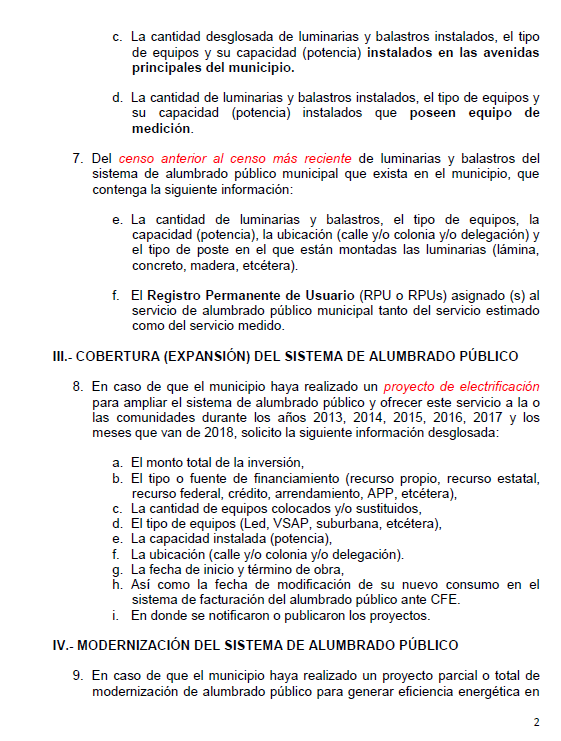 c. La cantidad desglosada de luminarias y balastros instalados, el tipo
de equipos y su capacidad (potencia) instalados en las avenidas
principales del municipio.
d. La cantidad de luminarias y balastros instalados, el tipo de equipos y
su capacidad (potencia) instalados que poseen equipo de
medición.
7. Del censo anterior al censo más reciente de luminarias y balastros del
sistema de alumbrado público municipal que exista en el municipio, que
contenga la siguiente información:
e. La cantidad de luminarias y balastros, el tipo de equipos, la
capacidad (potencia), la ubicación (calle y/o colonia y/o delegación) y
el tipo de poste en el que están montadas las luminarias (lámina,
concreto, madera, etcétera).
f. El Registro Permanente de Usuario (RPU o RPUs) asignado (s) al
servicio de alumbrado público municipal tanto del servicio estimado
como del servicio medido.
III.- COBERTURA (EXPANSIÓN) DEL SISTEMA DE ALUMBRADO PÚBLICO
8. En caso de que el municipio haya realizado un proyecto de electrificación
para ampliar el sistema de alumbrado público y ofrecer este servicio a la o
las comunidades durante los años 2013, 2014, 2015, 2016, 2017 y los
meses que van de 2018, solicito la siguiente información desglosada:
a. El monto total de la inversión,
b. El tipo o fuente de financiamiento (recurso propio, recurso estatal,
recurso federal, crédito, arrendamiento, APP, etcétera),
c. La cantidad de equipos colocados y/o sustituidos,
d. El tipo de equipos (Led, VSAP, suburbana, etcétera),
e. La capacidad instalada (potencia),
f. La ubicación (calle y/o colonia y/o delegación).
g. La fecha de inicio y término de obra,
h. Así como la fecha de modificación de su nuevo consumo en el
sistema de facturación del alumbrado público ante CFE.
i. En donde se notificaron o publicaron los proyectos.
IV.- MODERNIZACIÓN DEL SISTEMA DE ALUMBRADO PÚBLICO
9. En caso de que el municipio haya realizado un proyecto parcial o total de
modernización de alumbrado público para generar eficiencia energética en
2